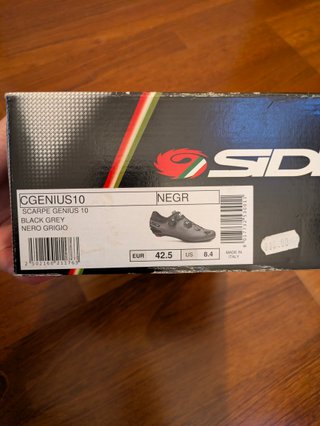 SIDI
CGENIUS10 NEGR
SCARPE GENIUS 10
BLACK GREY
NERO GRIGIO
EUR 42.5 US 8.4
MADE IN
ITALY